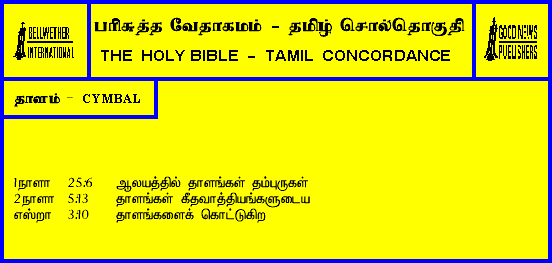 BELLWETHER
INTERNATIONAL
பரிசுத்த வேதாகமம் - தமிழ் சொல்தொகுதி
THE HOLY BIBLE - TAMIL CONCORDANCE
GOOD NEWS
PUBLISHERS
தாளம் - CYMBAL
1நாளா 25:6 ஆலயத்தில் தாளங்கள் தம்புருகள்
2நாளா 5:13 தாளங்கள் கீதவாத்தியங்களுடைய
எஸ்றா 3:10 தாளங்களைக் கொட்டுகிற